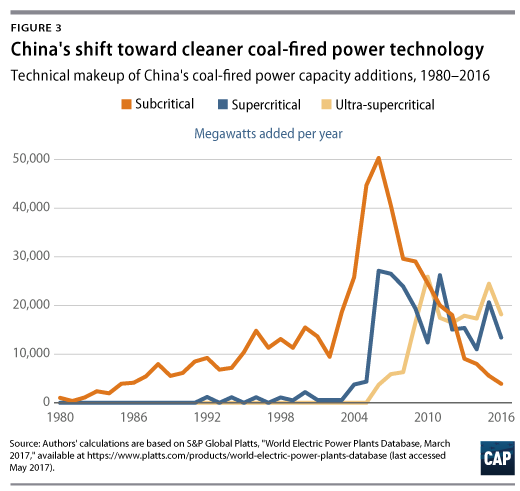 FIGURE 3
China's shift toward cleaner coal-fired power technology
Technical makeup of China's coal-fired power capacity additions, 1980–2016
Subcritical Supercritical Ultra-supercritical
Megawatts added per year
50,000
40,000
30,000
20,000
10,000
0
1980 1986 1992 1998 2004 2010 2016
Source: Authors' calculations are based on S&P Global Platts, "World Electric Power Plants Database, March
2017," available at https://www.platts.com/products/world-electric-power-plants-database (last accessed
May 2017).
CAP